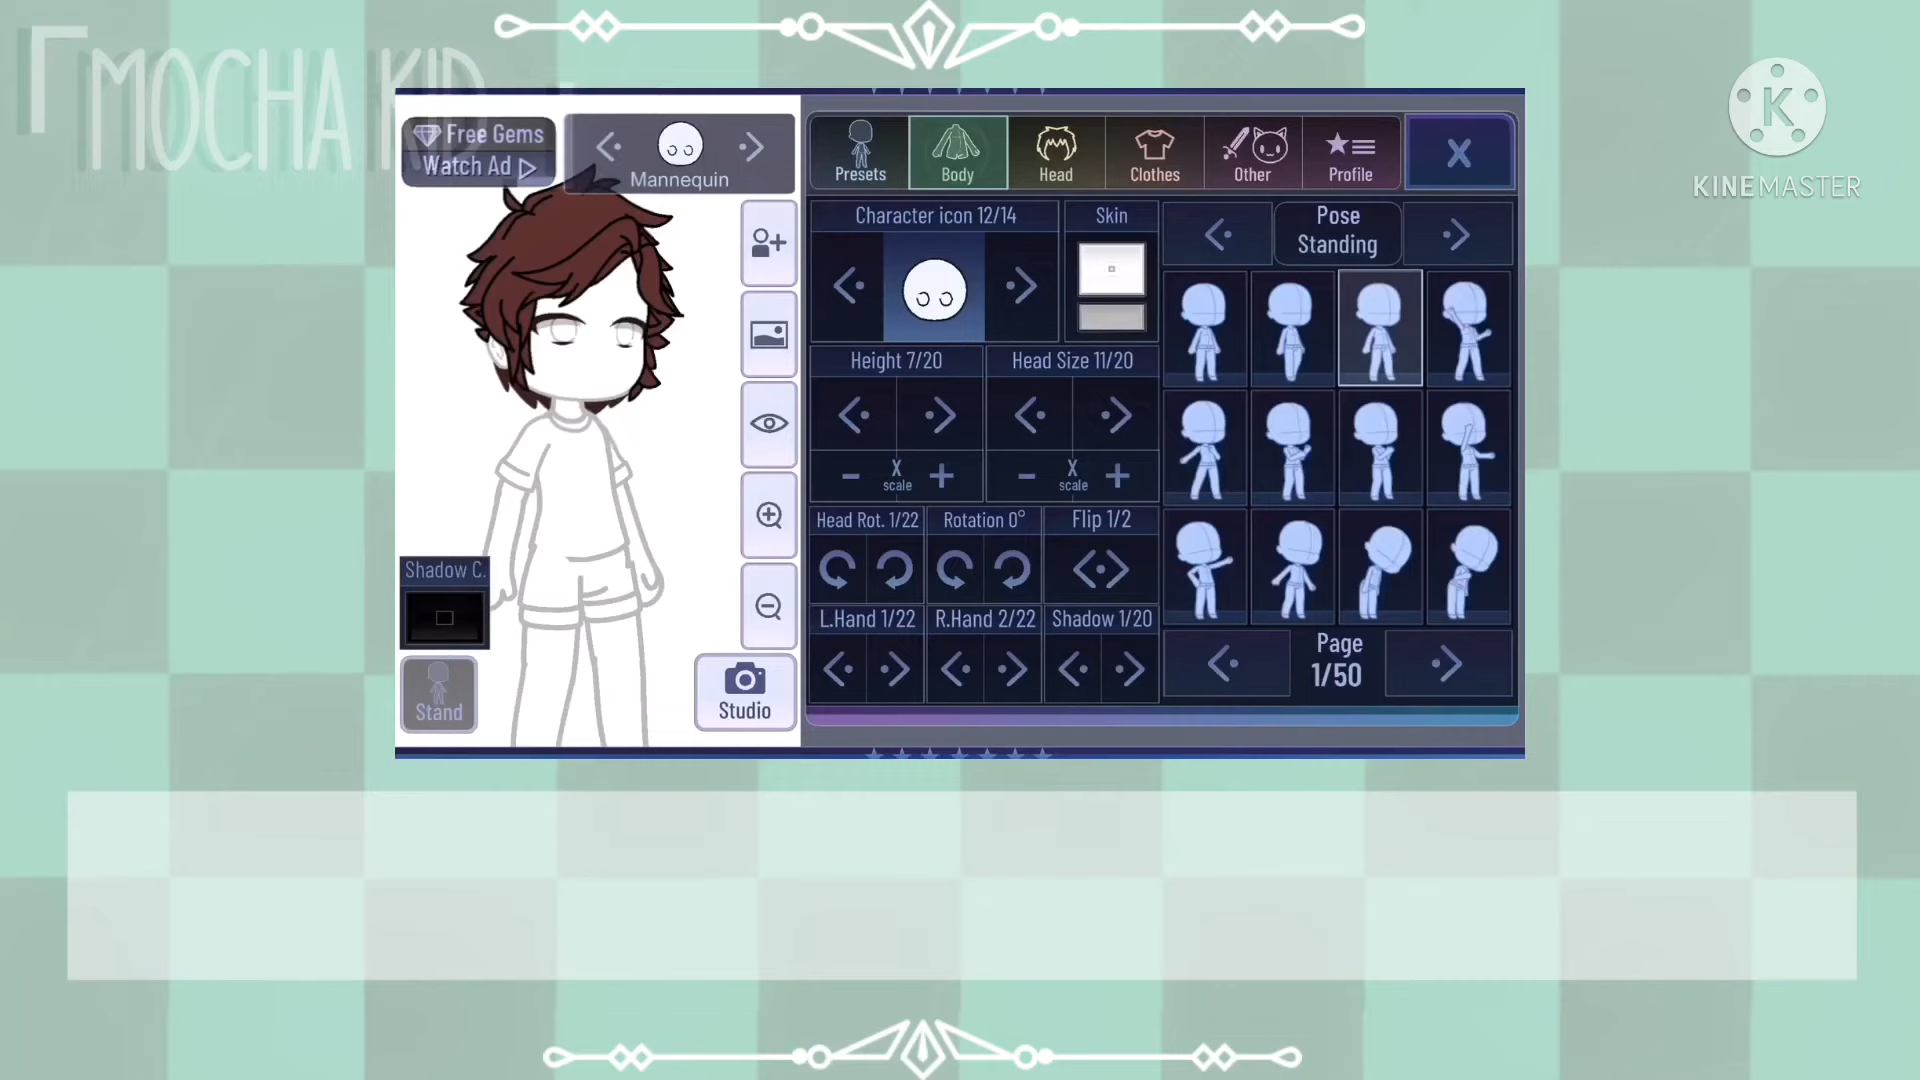 「MOCHA KID
KINEMASTER
Free Gems
Watch Ad
Mannequin
Presets
Body
Head
Clothes
Other
Profile
X
Character icon 12/14
Skin
Pose
Standing
Height 7/20
Head Size 11/20
X
scale
X
scale
Head Rot. 1/22
Rotation 0°
Flip 1/2
Shadow C.
L.Hand 1/22
R.Hand 2/22
Shadow 1/20
Stand
Studio
Page
1/50